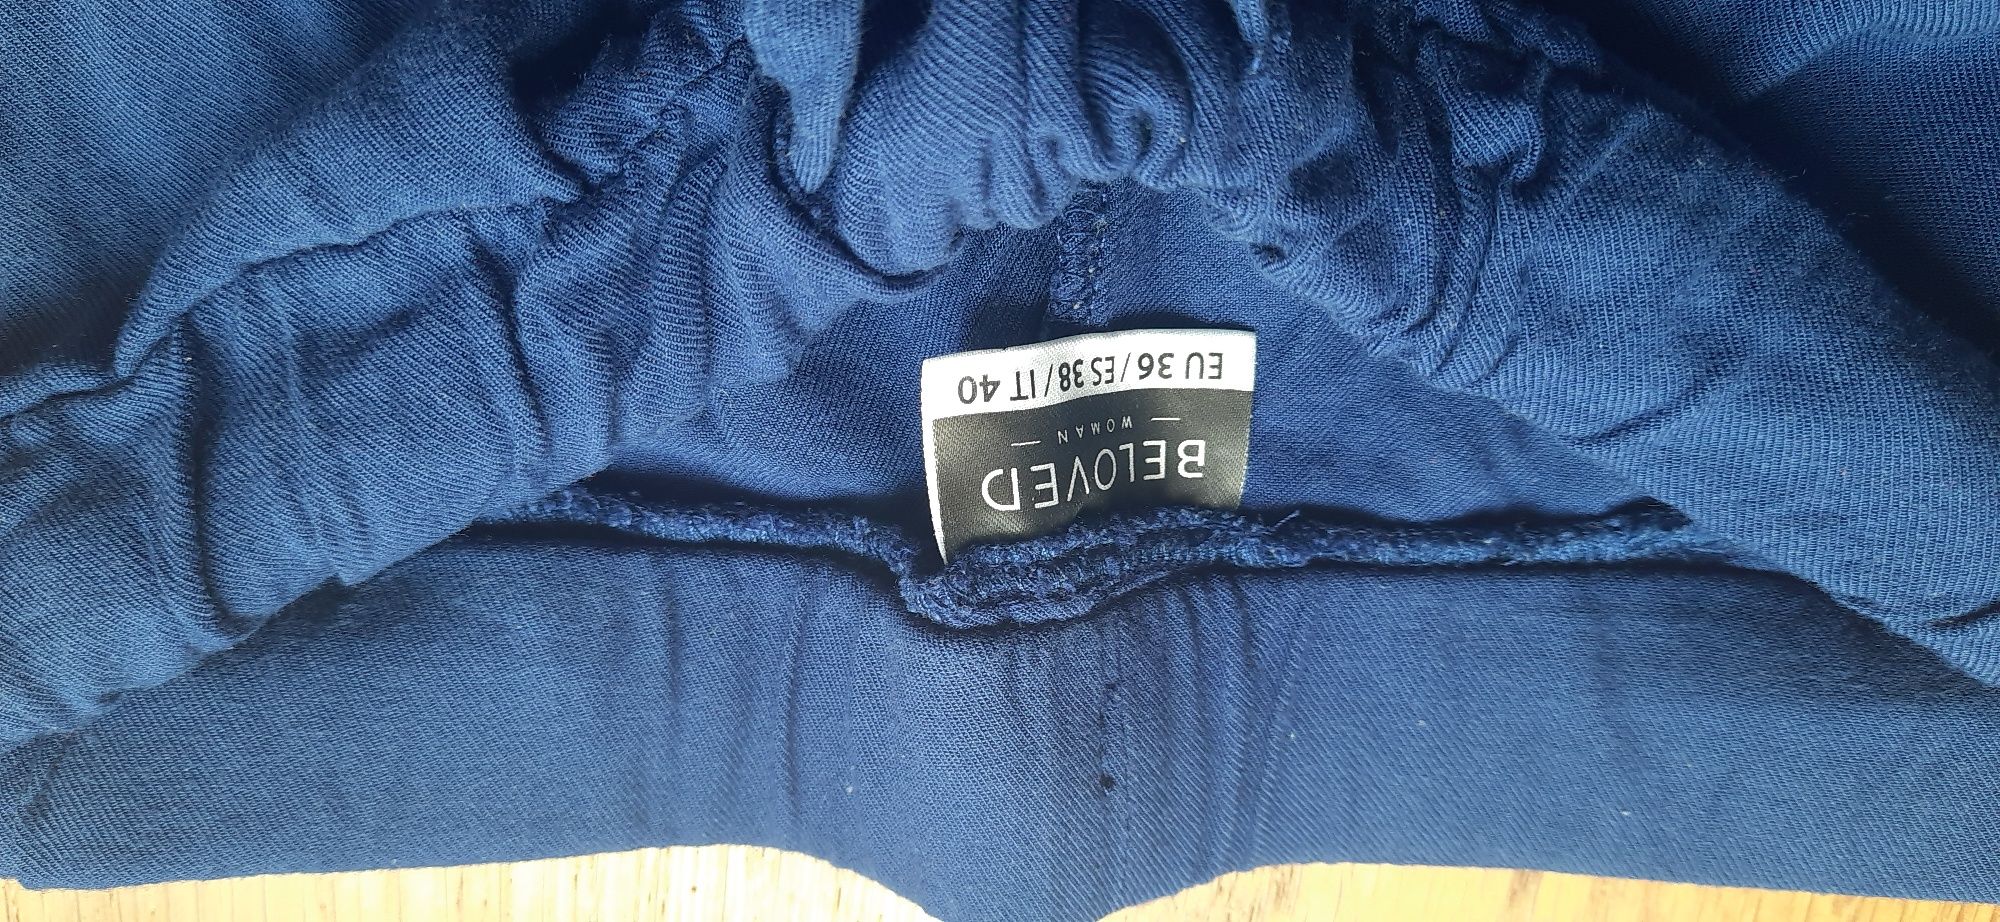 BELOVED
— WOMAN —
EU 36 / ES 38 / IT 40